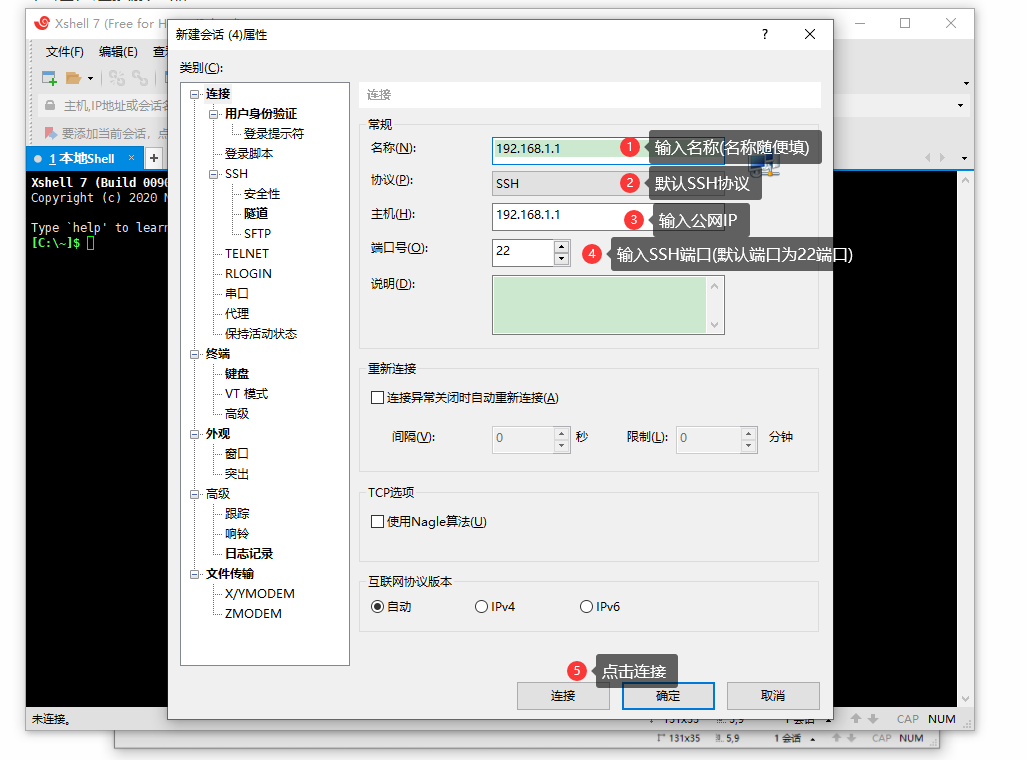 Xshell 7 (Free for H
新建会话 (4)属性
?
文件(F) 编辑(E) 查
类别(C):
主机,IP地址或会话名
要添加当前会话，点
1 本地Shell × +
Xshell 7 (Build 0090
Copyright (c) 2020 N
Type `help' to learn
[C:\~]$
连接
用户身份验证
登录提示符
登录脚本
SSH
安全性
隧道
SFTP
TELNET
RLOGIN
串口
代理
保持活动状态
终端
键盘
VT 模式
高级
外观
窗口
突出
高级
跟踪
响铃
日志记录
文件传输
X/YMODEM
ZMODEM
连接
常规
名称(N): 192.168.1.1 1 输入名称(名称随便填)
协议(P): SSH 2 默认SSH协议
主机(H): 192.168.1.1 3 输入公网IP
端口号(O): 22 4 输入SSH端口(默认端口为22端口)
说明(D):
重新连接
连接异常关闭时自动重新连接(A)
间隔(V): 0 秒 限制(L): 0 分钟
TCP选项
使用Nagle算法(U)
互联网协议版本
自动 IPv4 IPv6
5 点击连接
连接 确定 取消
未连接。 131x35 5,9 1 会话 CAP NUM
131x35 5,9 1 会话 CAP NUM